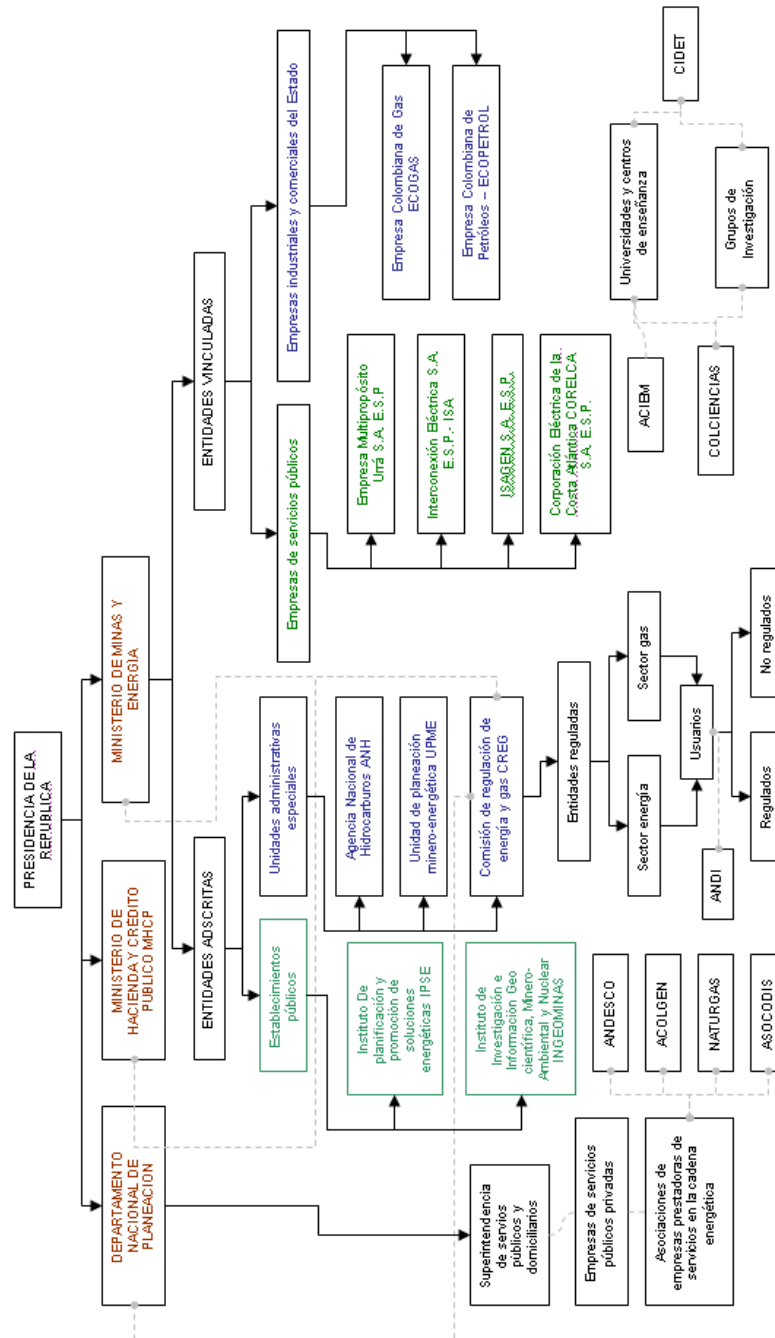 PRESIDENCIA DE LA
REPUBLICA
DEPARTAMENTO
NACIONAL DE
PLANEACION
MINISTERIO DE
HACIENDA Y CRÉDITO
PUBLICO MHCP
MINISTERIO DE MINAS Y
ENERGÍA
ENTIDADES ADSCRITAS
ENTIDADES VINCULADAS
Establecimientos
públicos
Unidades administrativas
especiales
Empresas de servicios públicos
Empresas industriales y comerciales del Estado
Instituto De
planificación y
promoción de
soluciones
energéticas IPSE
Agencia Nacional de
Hidrocarburos ANH
Empresa Multipropósito
Urrá S.A. E.S.P
Empresa Colombiana de Gas
ECOGAS
Unidad de planeación
minero-energética UPME
Interconexión Eléctrica S.A.
E.S.P.- ISA
Empresa Colombiana de
Petróleos – ECOPETROL
Superintendencia
de servios
públicos y
domiciliarios
Instituto de
Investigación e
Información Geo
científica, Minero-
Ambiental y Nuclear
INGEOMINAS
Comisión de regulación de
energía y gas CREG
ISAGEN S.A. E.S.P.
Corporación Eléctrica de la
Costa Atlántica CORELCA
S.A. E.S.P.
Entidades reguladas
Empresas de servicios
públicos privadas
ANDESCO
Sector energía
Sector gas
ACIEM
Universidades y centros
de enseñanza
CIDET
Asociaciones de
empresas prestadoras de
servicios en la cadena
energética
ACOLGEN
NATURGAS
ASOCODIS
Usuarios
ANDI
COLCIENCIAS
Grupos de
Investigación
Regulados
No regulados